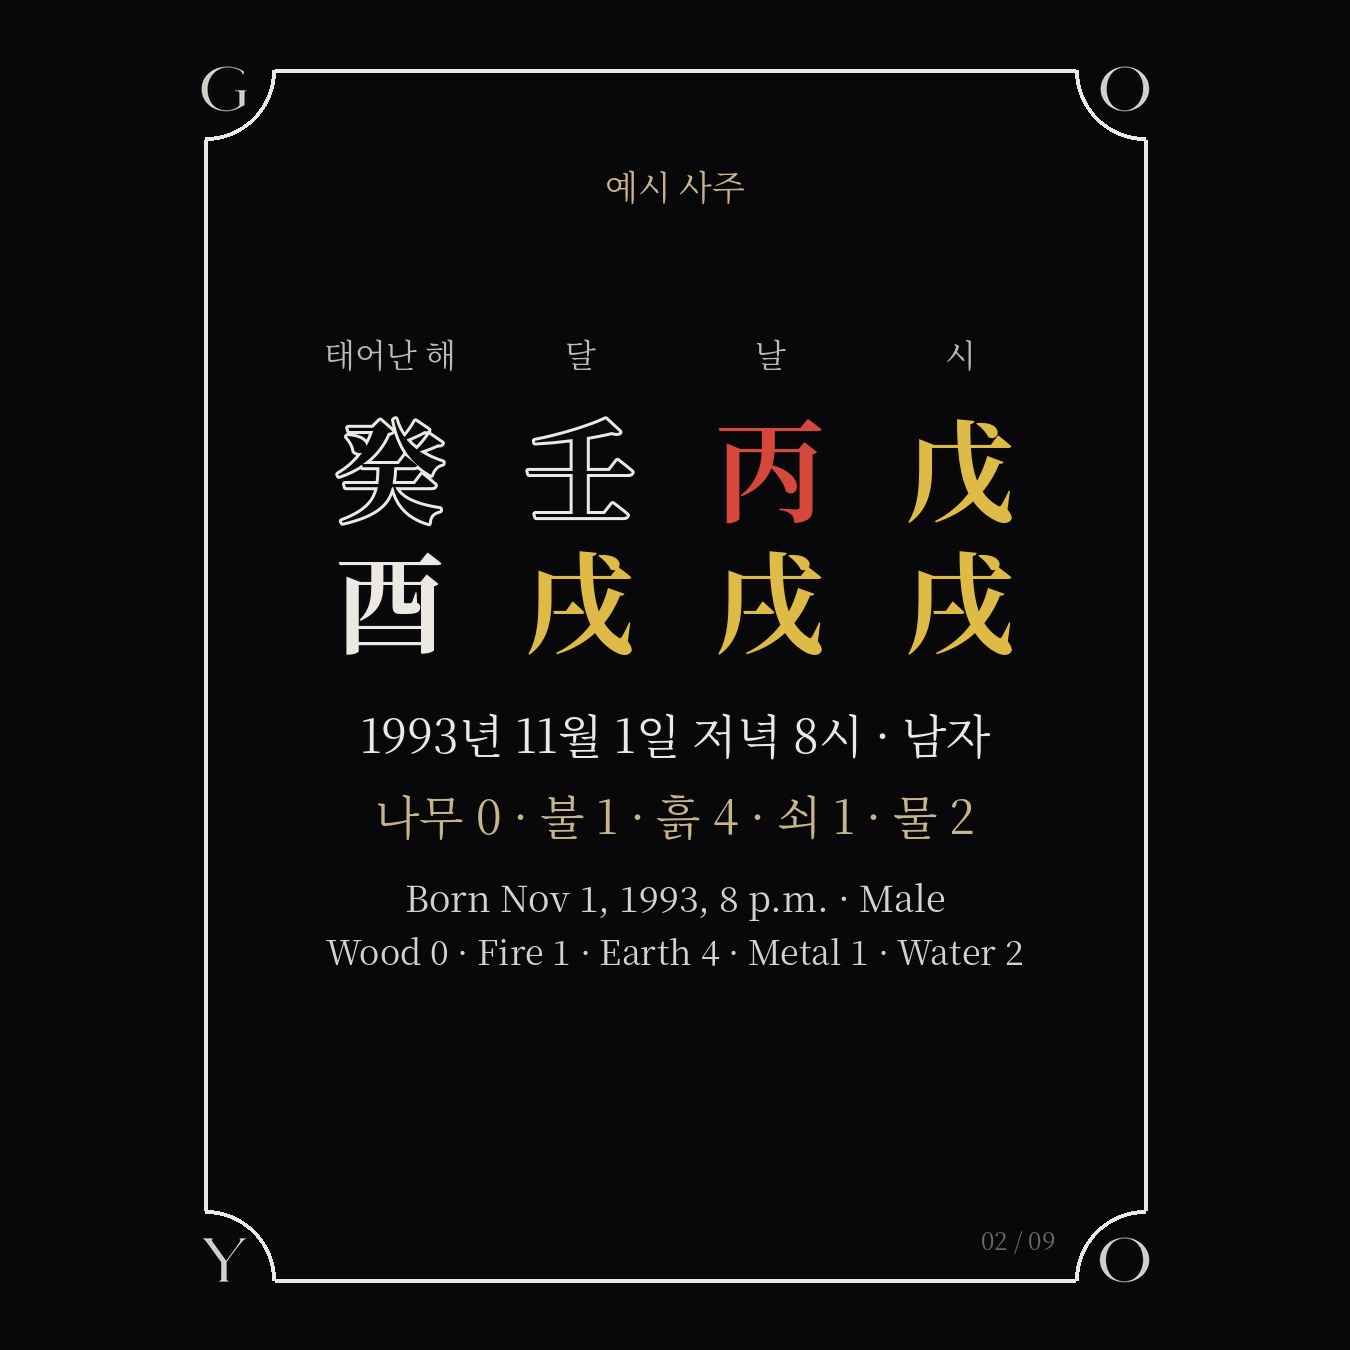 G O
예시 사주
태어난 해 달 날 시
癸 壬 丙 戊
酉 戌 戌 戌
1993년 11월 1일 저녁 8시 · 남자
나무 0 · 불 1 · 흙 4 · 쇠 1 · 물 2
Born Nov 1, 1993, 8 p.m. · Male
Wood 0 · Fire 1 · Earth 4 · Metal 1 · Water 2
02 / 09
Y O